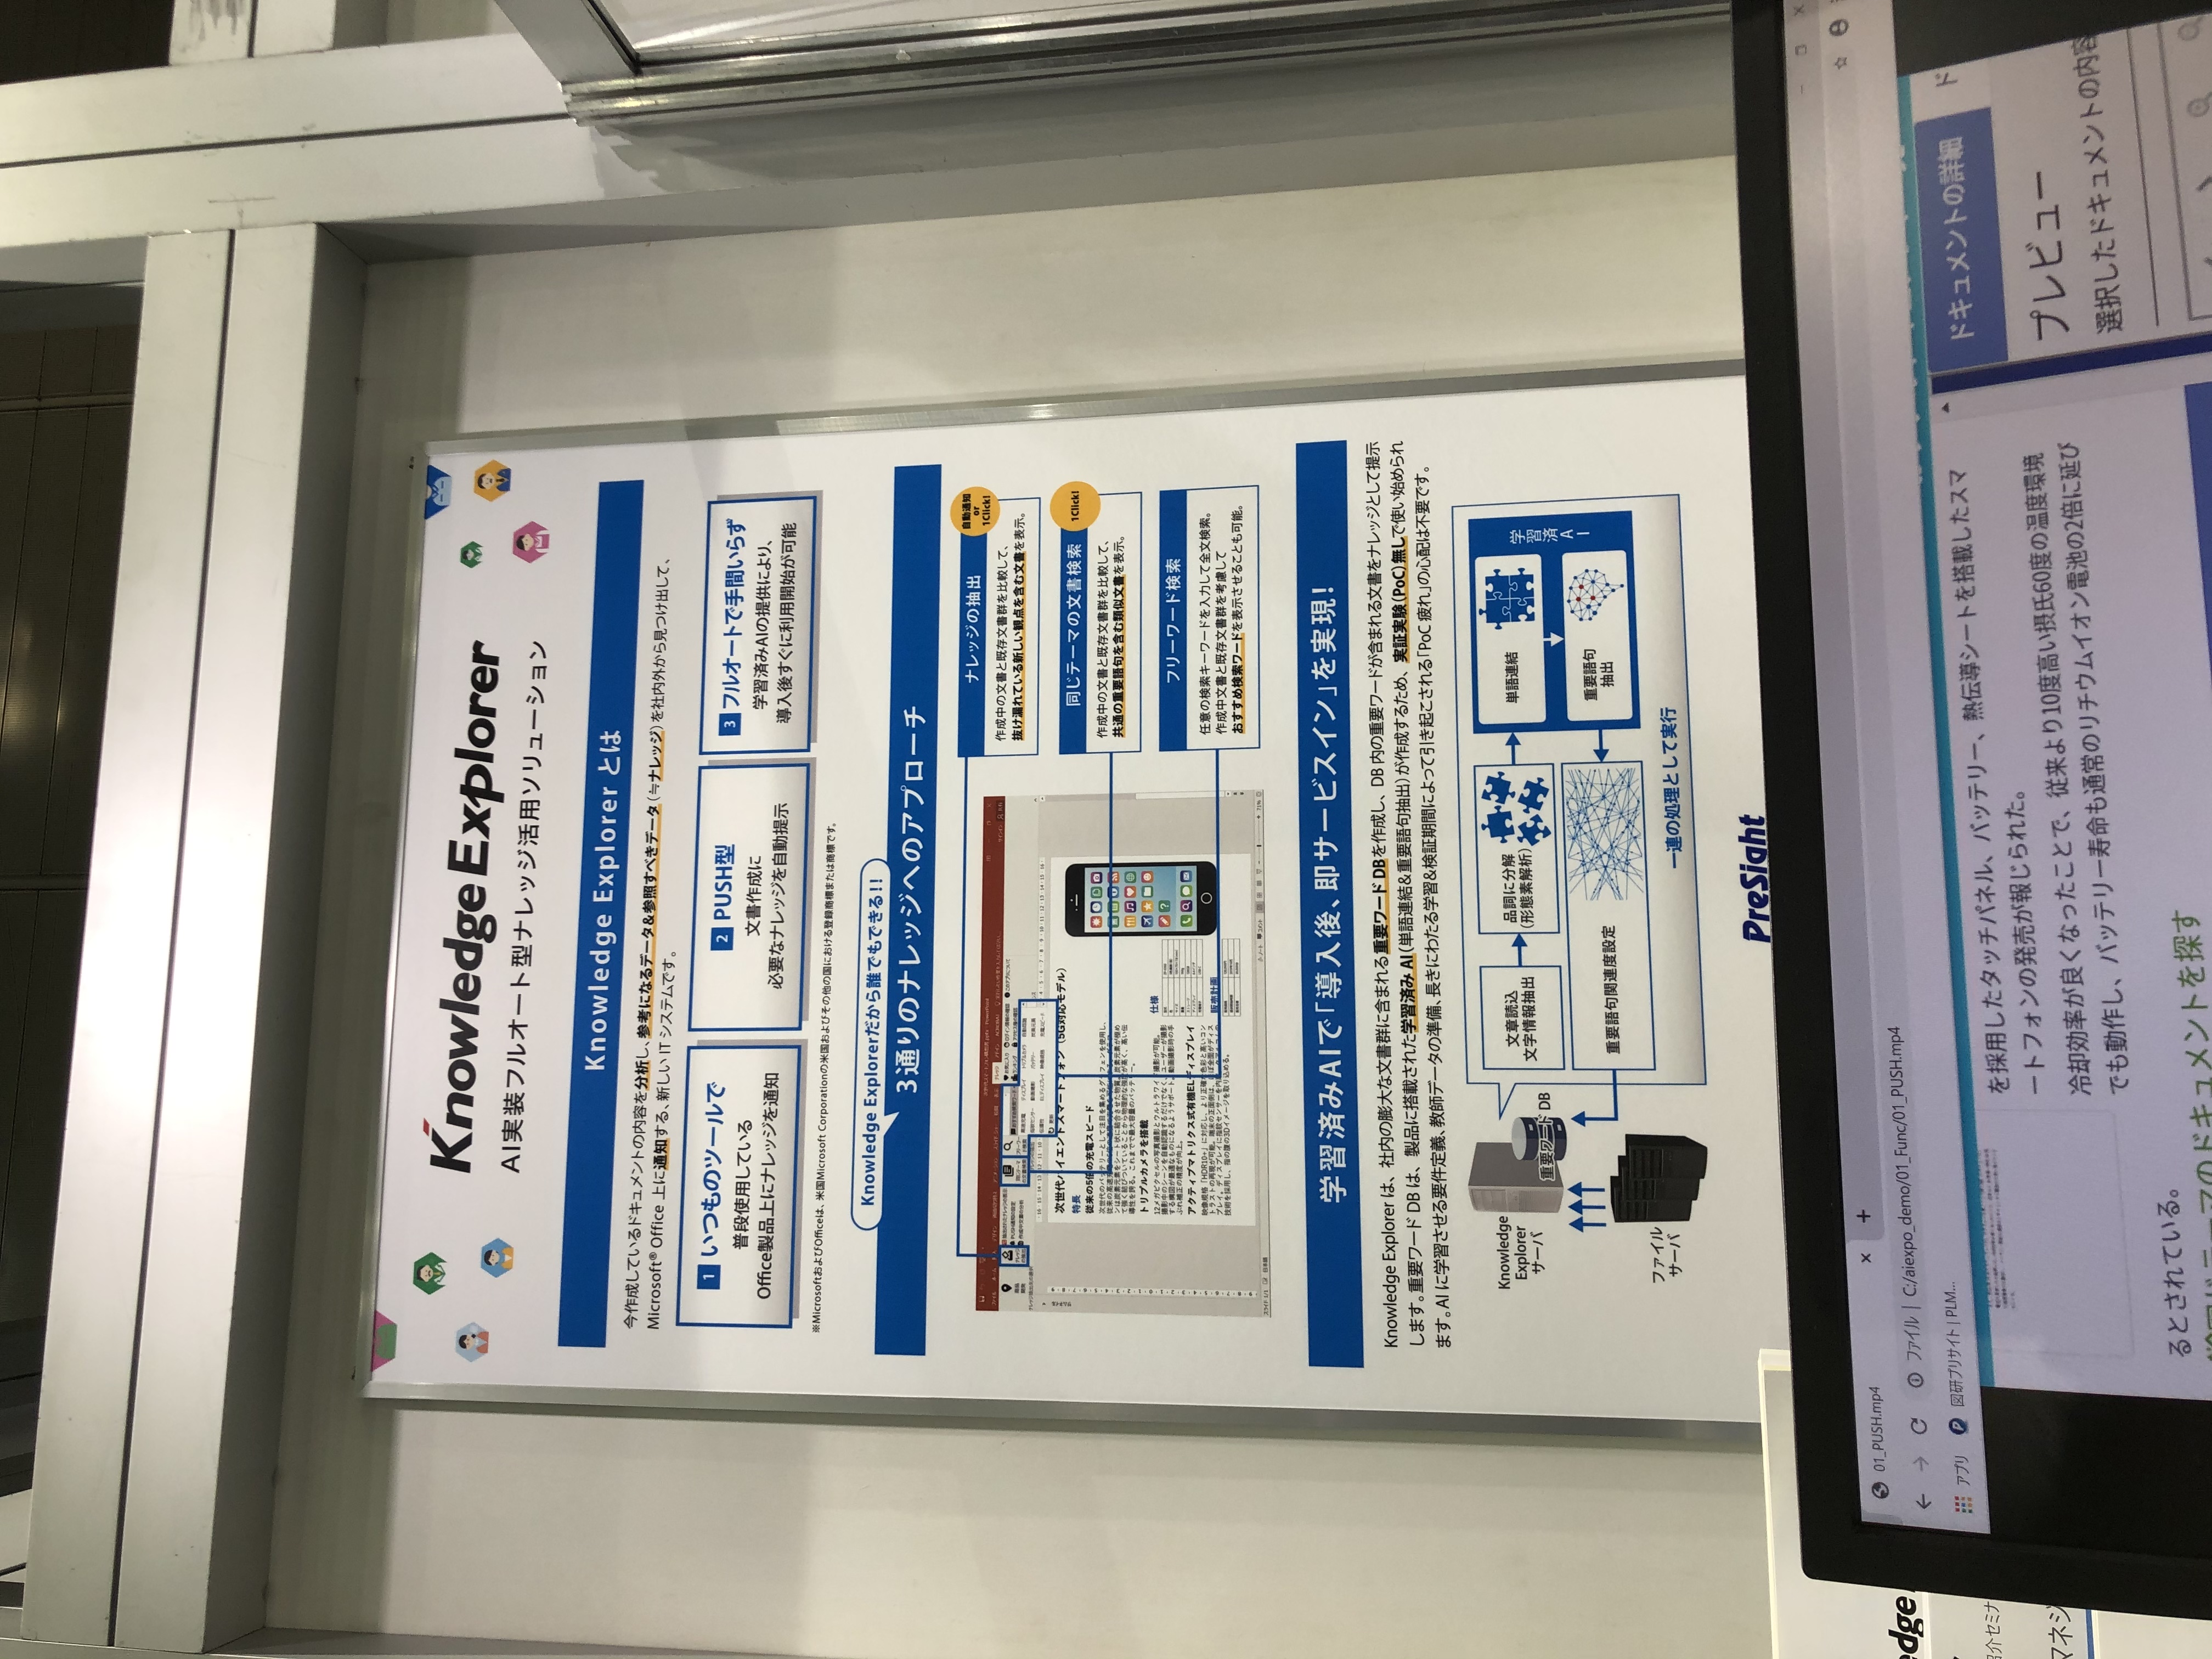 Knowledge Explorer
AI実装フルオート型ナレッジ活用ソリューション
Knowledge Explorer とは
今作成しているドキュメントの内容を分析し、参考になるデータ&参照すべきデータ(≒ナレッジ)を社内外から見つけ出して、
Microsoft® Office 上に通知する、新しい IT システムです。
1 いつものツールで
普段使用している
Office製品上にナレッジを通知
2 PUSH型
文書作成に
必要なナレッジを自動提示
3 フルオートで手間いらず
学習済みAIの提供により、
導入後すぐに利用開始が可能
※MicrosoftおよびOfficeは、米国Microsoft Corporationの米国およびその他の国における登録商標または商標です。
Knowledge Explorerだから誰でもできる!!
3通りのナレッジへのアプローチ
ナレッジの抽出
自動通知
or
1Click!
作成中の文書と既存文書群を比較して、
抜け漏れている新しい観点を含む文書を表示。
同じテーマの文書検索
1Click!
作成中の文書と既存文書群を比較して、
共通の重要語句を含む類似文書を表示。
フリーワード検索
任意の検索キーワードを入力して全文検索。
作成中文書と既存文書群を考慮して
おすすめ検索ワードを表示させることも可能。
次世代ハイエンドスマートフォン(5G対応モデル)
特長
従来の5倍の充電スピード
トリプルカメラを搭載
アクティブマトリクス式有機ELディスプレイ
仕様
販売計画
学習済みAIで「導入後、即サービスイン」を実現!
Knowledge Explorer は、社内の膨大な文書群に含まれる重要ワード DBを作成し、DB 内の重要ワードが含まれる文書をナレッジとして提示
します。重要ワード DB は、製品に搭載された学習済み AI(単語連結&重要語句抽出)が作成するため、実証実験(PoC)無しで使い始められ
ます。AI に学習させる要件定義、教師データの準備、長きにわたる学習&検証期間によって引き起こされる「PoC 疲れ」の心配は不要です。
Knowledge
Explorer
サーバ
重要ワード DB
ファイル
サーバ
文章読込
文字情報抽出
品詞に分解
(形態素解析)
単語連結
重要語句
抽出
学習済AI
重要語句関連度設定
一連の処理として実行
PreSight
01_PUSH.mp4
ファイル | C:/aiexpo_demo/01_Func/01_PUSH.mp4
アプリ
図研プリサイト | PLM...
を採用したタッチパネル、バッテリー、熱伝導シートを搭載したスマ
ートフォンの発売が報じられた。
冷却効率が良くなったことで、従来より10度高い摂氏60度の温度環境
でも動作し、バッテリー寿命も通常のリチウムイオン電池の2倍に延び
るとされている。
テーマのドキュメントを探す
ドキュメントの詳細
ド
プレビュー
選択したドキュメントの内容
edge
介セミナ
マネジ